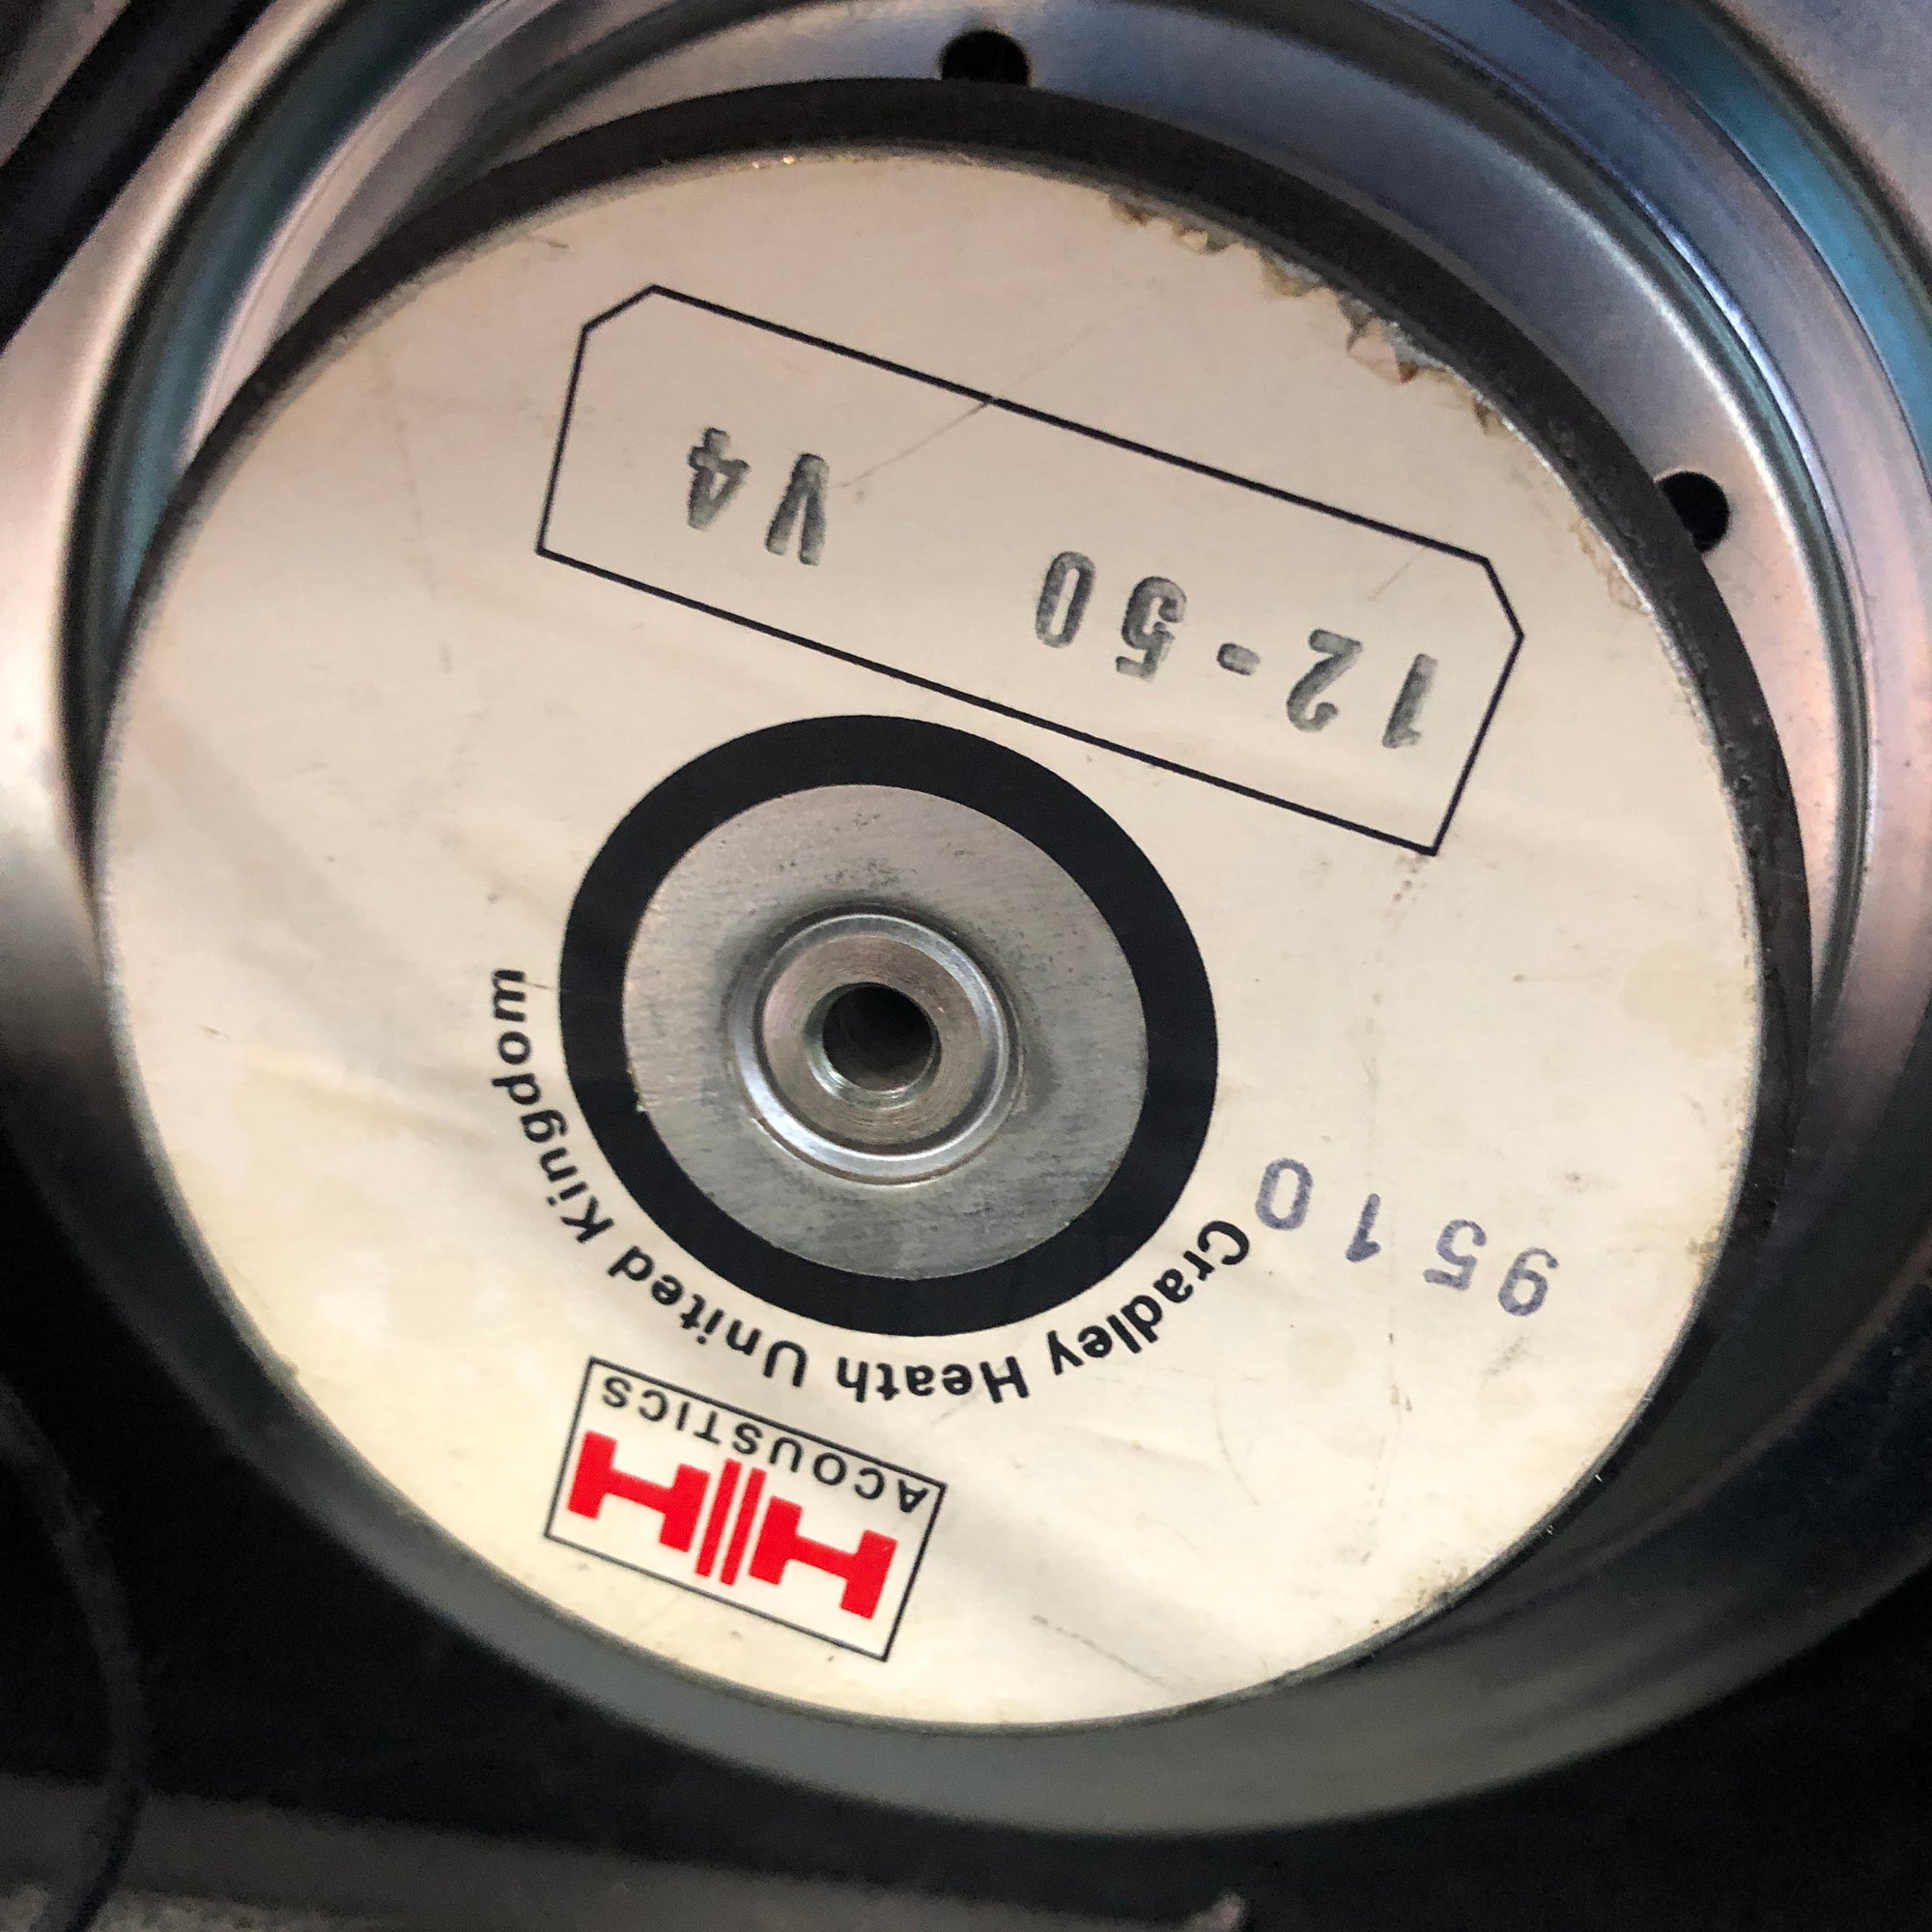 HH
ACOUSTICS
Cradley Heath United Kingdom
9510
12-50 V4